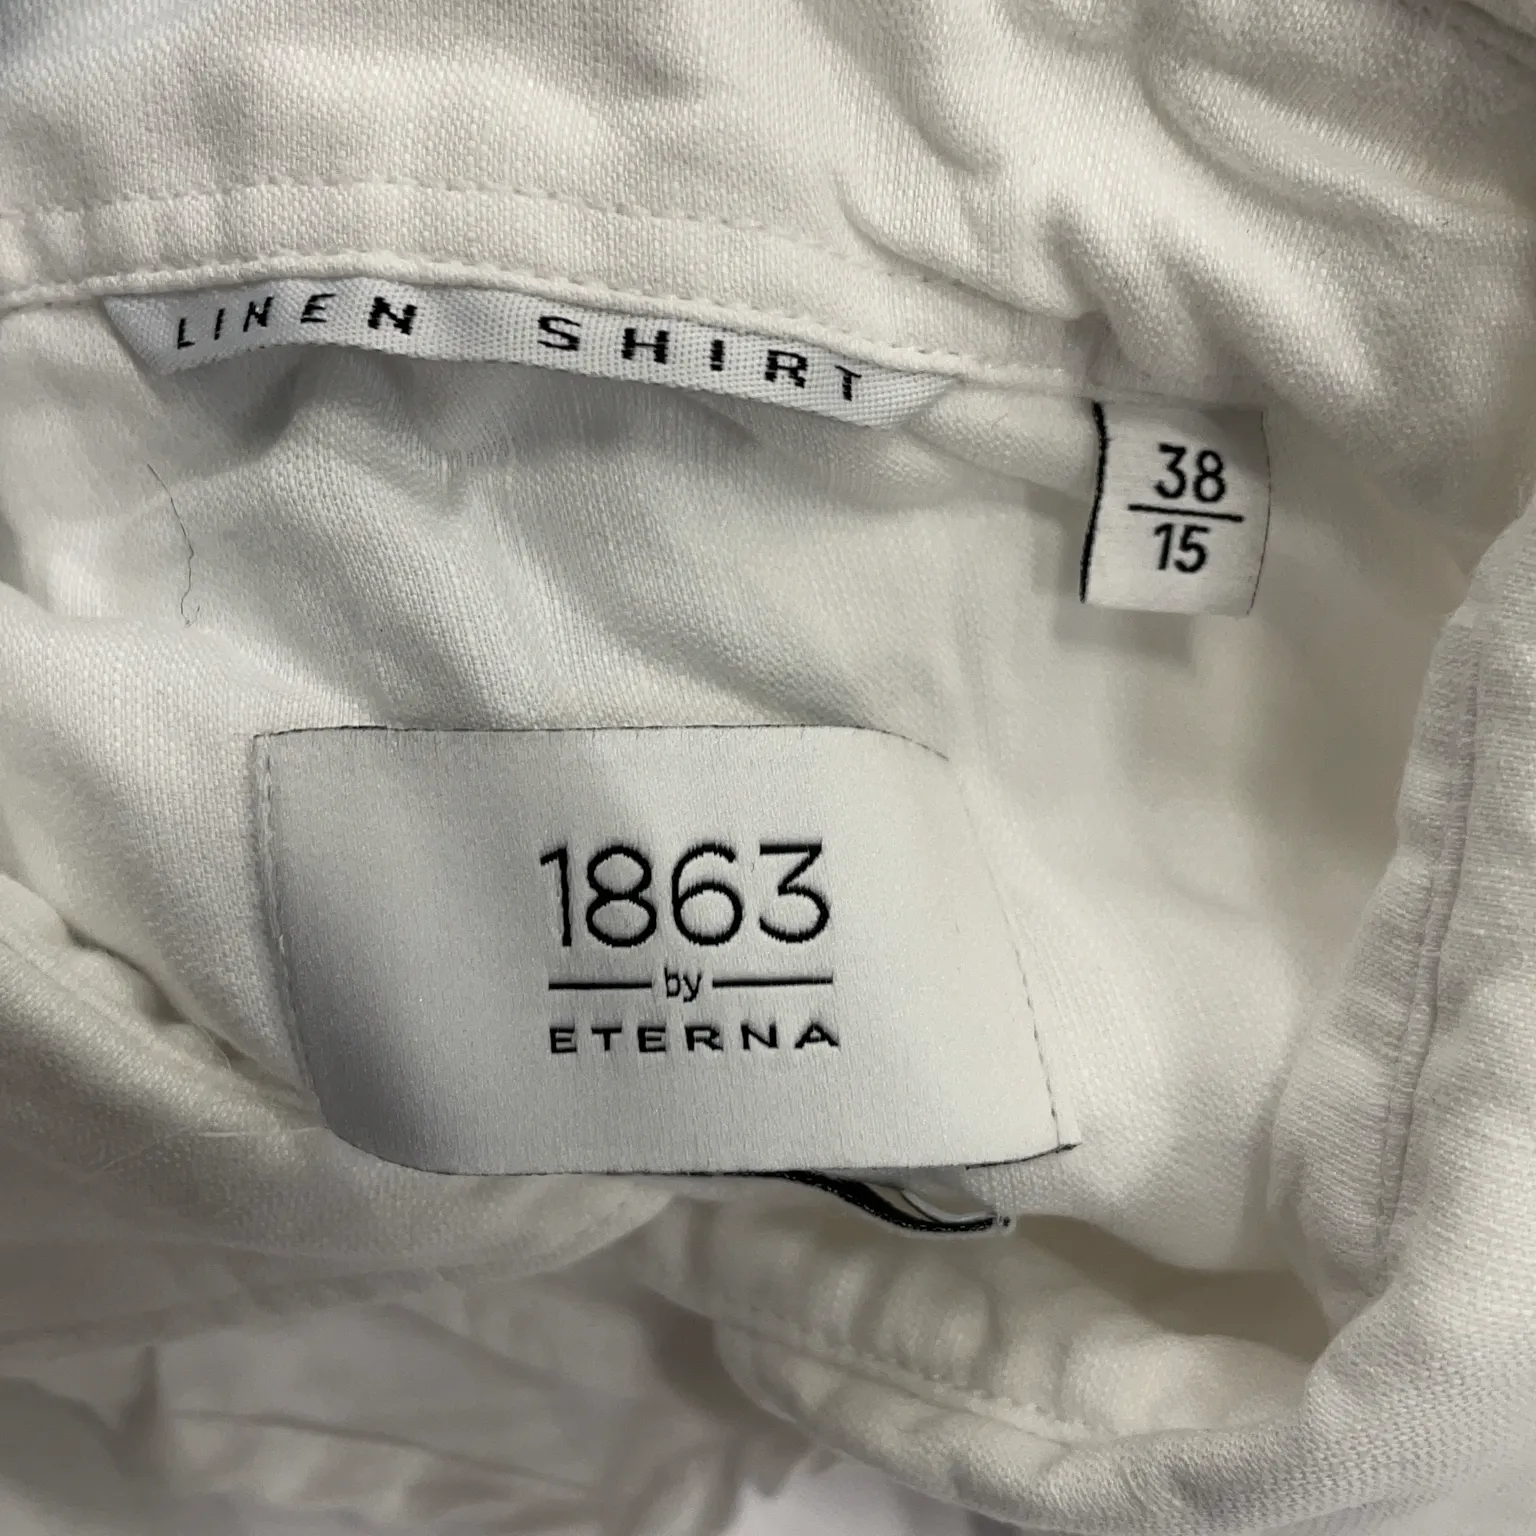 LINEN SHIRT
38
15
1863
by
ETERNA